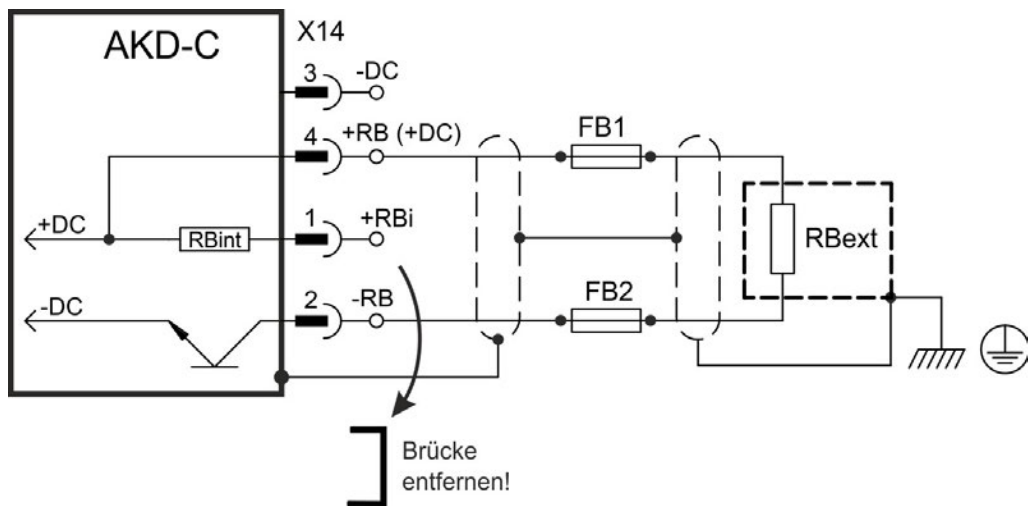 AKD-C
X14
3
-DC
4
+RB (+DC)
FB1
+DC
RBint
1
+RBi
RBext
-DC
2
-RB
FB2
Brücke
entfernen!